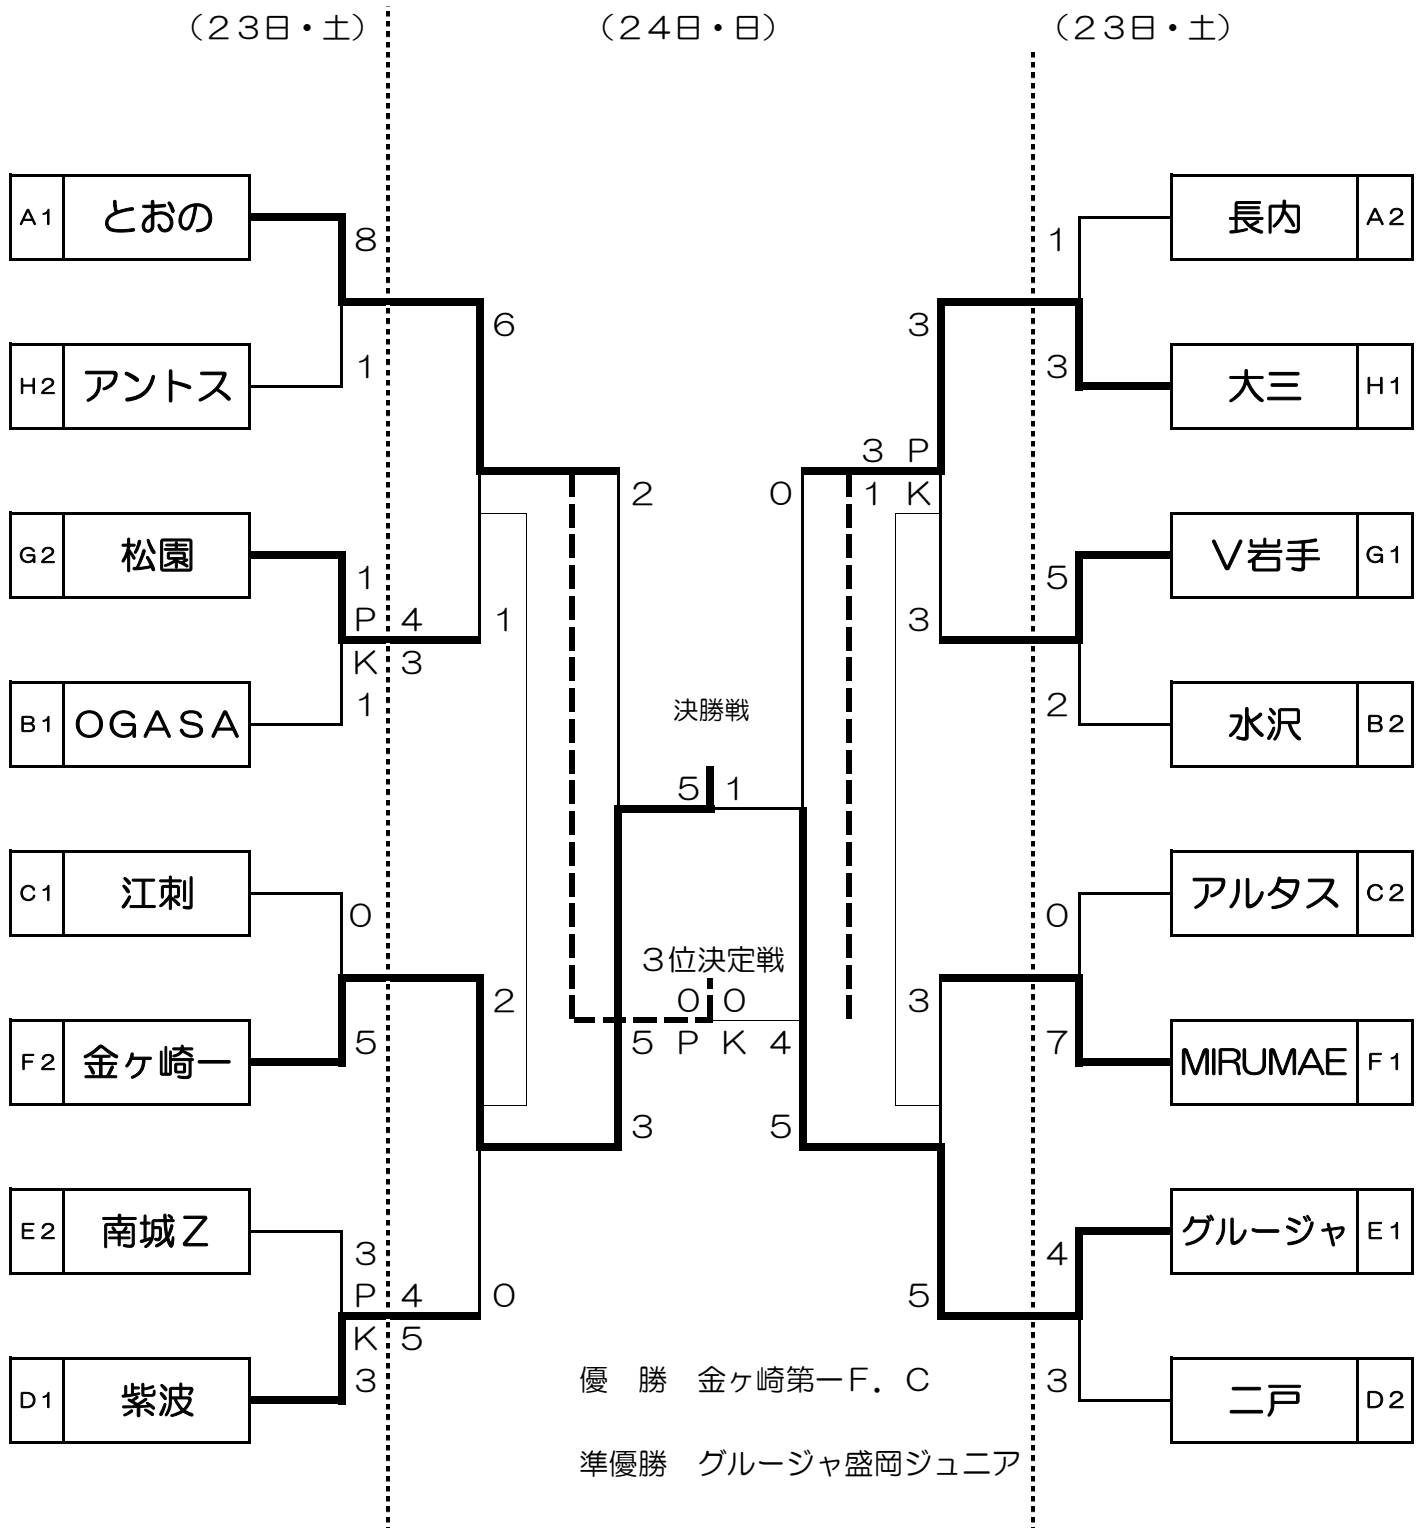 （２３日・土） （２４日・日） （２３日・土）
A1 とおの 8 1 長内 A2
6 3
H2 アントス 1 3 大三 H1
3 P
2 0 1 K
G2 松園 1 5 V岩手 G1
P 4 1 3
K 3
B1 OGASA 1 決勝戦 2 水沢 B2
5 1
C1 江刺 0 0 アルタス C2
3位決定戦
2 0 0 3
F2 金ヶ崎一 5 5 P K 4 7 MIRUMAE F1
3 5
E2 南城Z 3 4 グルージャ E1
P 4 0 5
K 5
D1 紫波 3 優　勝　金ヶ崎第一F．C 3 二戸 D2
準優勝　グルージャ盛岡ジュニア